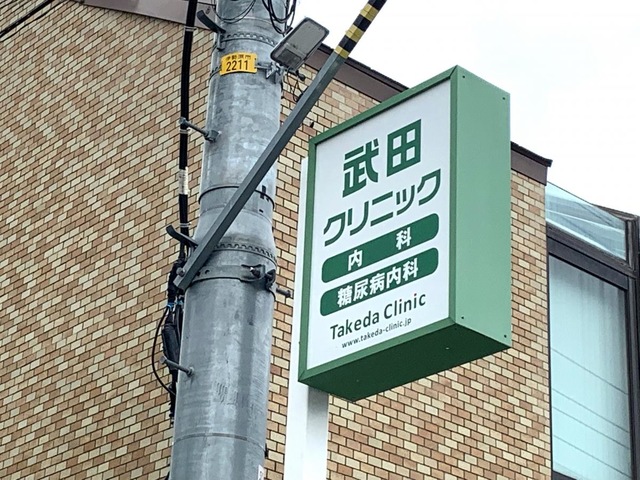 2211
武田
クリニック
内 科
糖尿病内科
Takeda Clinic
www.takeda-clinic.jp